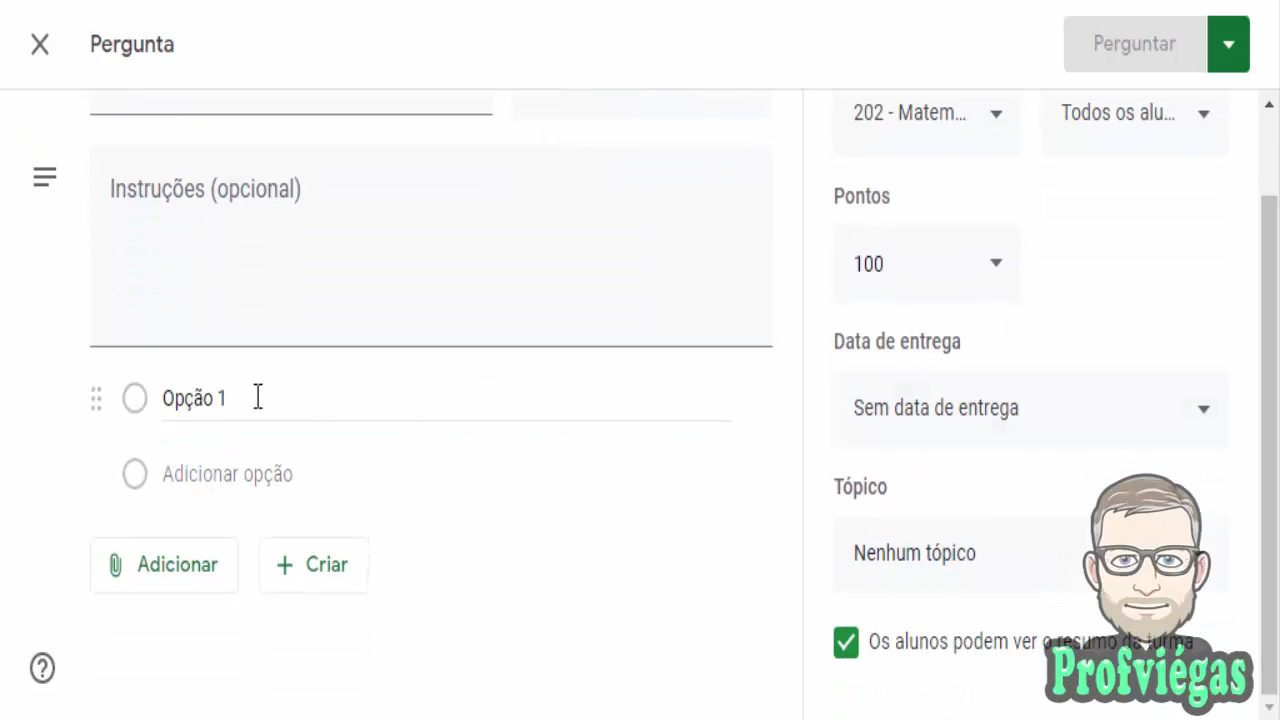 Pergunta
Perguntar
202 - Matem...
Todos os alu...
Instruções (opcional)
Pontos
100
Data de entrega
Opção 1
Sem data de entrega
Adicionar opção
Tópico
Nenhum tópico
Adicionar
Criar
Os alunos podem ver o resumo da turma
Profviégas